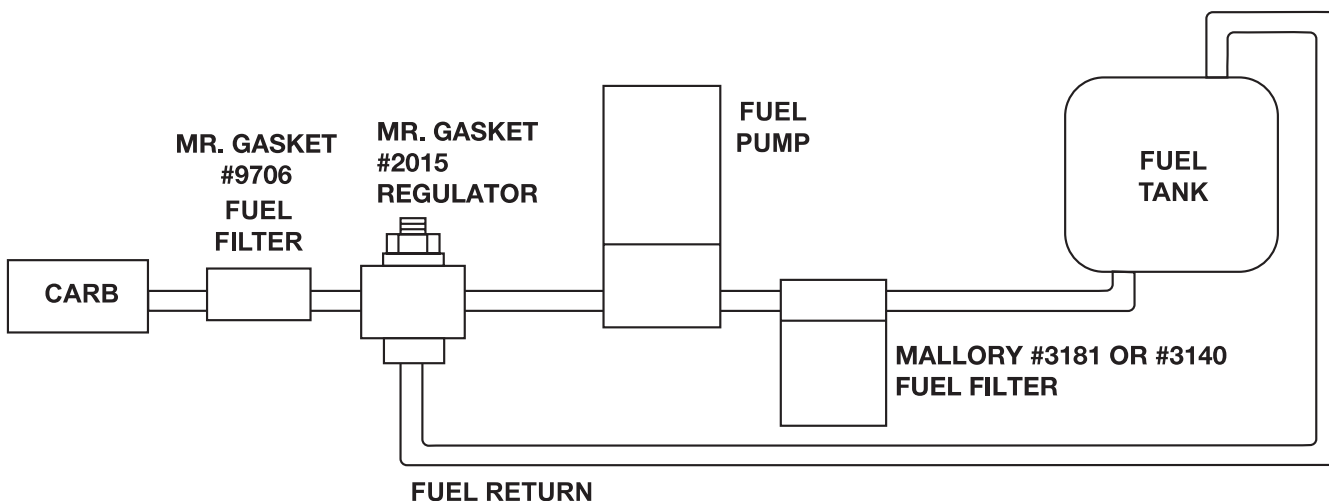 MR. GASKET
#9706
FUEL
FILTER
MR. GASKET
#2015
REGULATOR
FUEL
PUMP
FUEL
TANK
CARB
MALLORY #3181 OR #3140
FUEL FILTER
FUEL RETURN